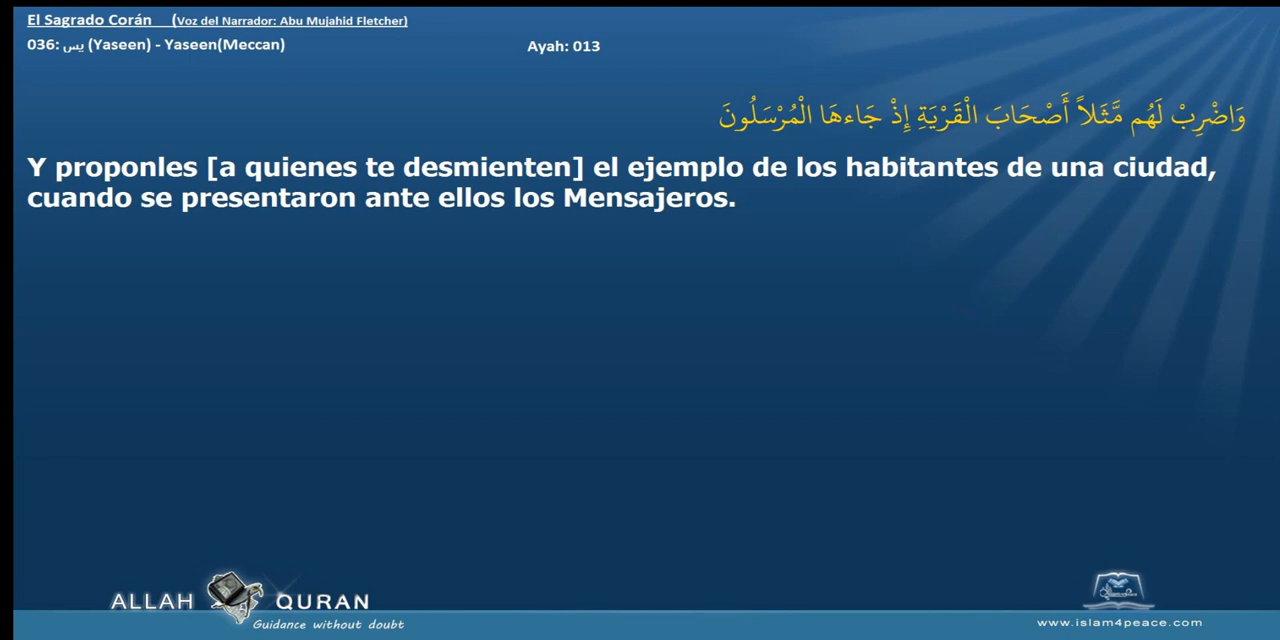 El Sagrado Corán (Voz del Narrador: Abu Mujahid Fletcher)
036: يس (Yaseen) - Yaseen(Meccan)
Ayah: 013
وَاضْرِبْ لَهُم مَّثَلاً أَصْحَابَ الْقَرْيَةِ إِذْ جَاءهَا الْمُرْسَلُونَ
Y proponles [a quienes te desmienten] el ejemplo de los habitantes de una ciudad,
cuando se presentaron ante ellos los Mensajeros.
ALLAH QURAN
Guidance without doubt
www.islam4peace.com